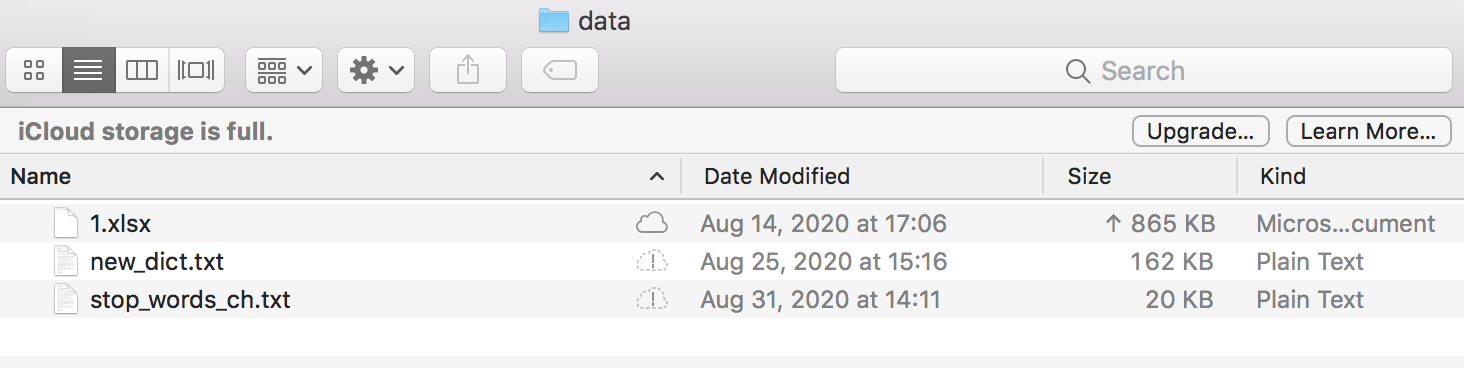 data
Search
iCloud storage is full. Upgrade... Learn More...
Name Date Modified Size Kind
1.xlsx Aug 14, 2020 at 17:06 ↑ 865 KB Micros...cument
new_dict.txt Aug 25, 2020 at 15:16 162 KB Plain Text
stop_words_ch.txt Aug 31, 2020 at 14:11 20 KB Plain Text